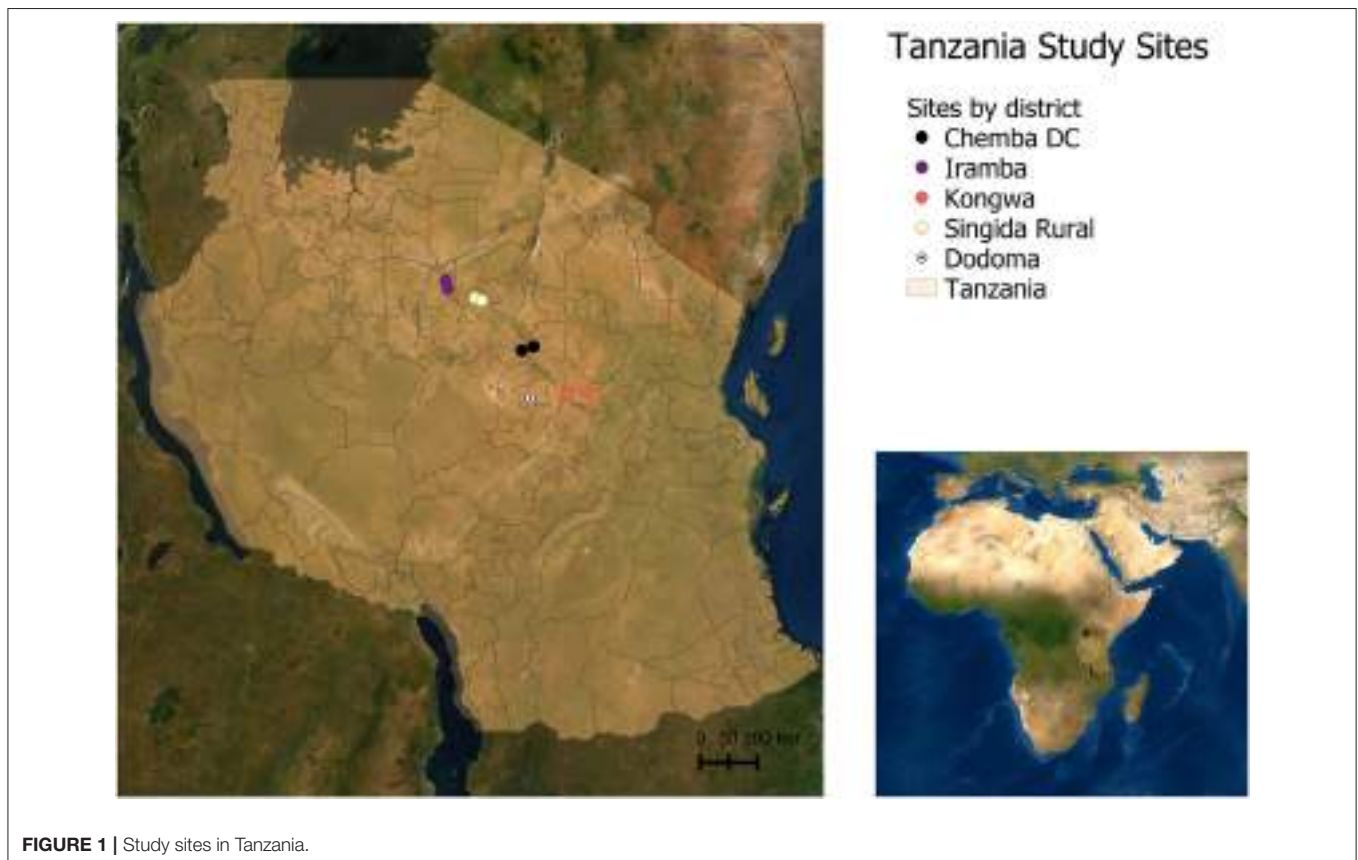 Tanzania Study Sites
Sites by district
Chemba DC
Iramba
Kongwa
Singida Rural
Dodoma
Tanzania
FIGURE 1 | Study sites in Tanzania.